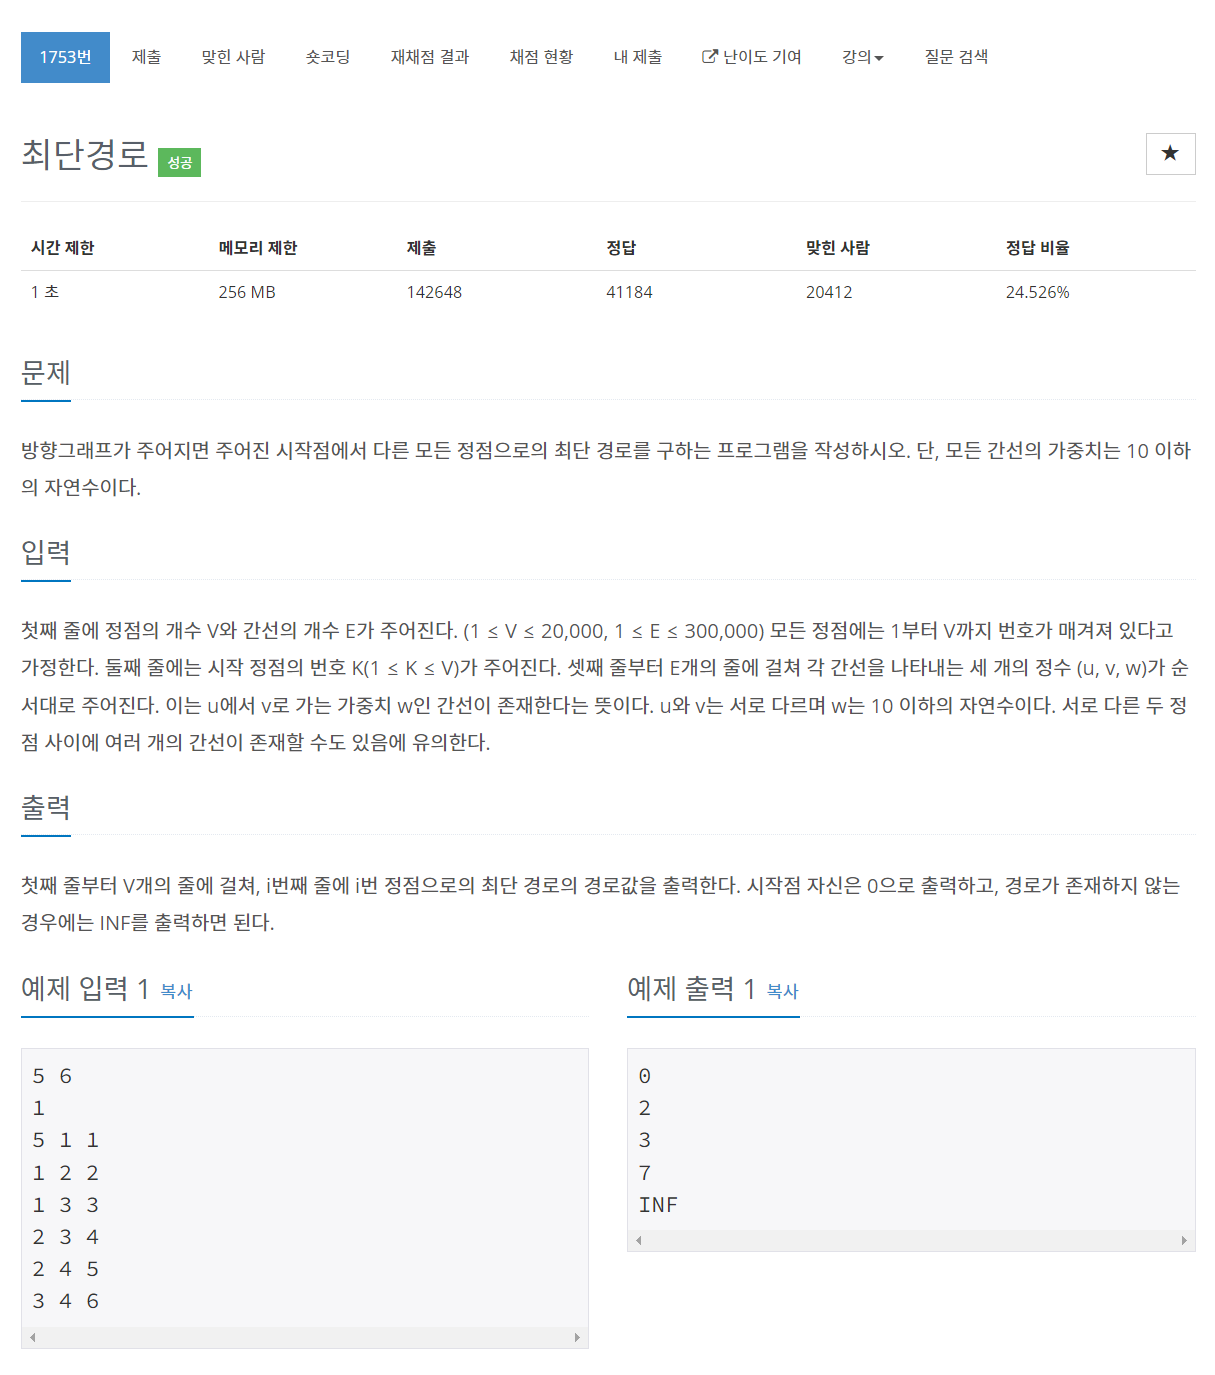 1753번 제출 맞힌 사람 숏코딩 재채점 결과 채점 현황 내 제출 난이도 기여 강의 질문 검색
최단경로 성공
시간 제한 메모리 제한 제출 정답 맞힌 사람 정답 비율
1 초 256 MB 142648 41184 20412 24.526%
문제
방향그래프가 주어지면 주어진 시작점에서 다른 모든 정점으로의 최단 경로를 구하는 프로그램을 작성하시오. 단, 모든 간선의 가중치는 10 이하
의 자연수이다.
입력
첫째 줄에 정점의 개수 V와 간선의 개수 E가 주어진다. (1 ≤ V ≤ 20,000, 1 ≤ E ≤ 300,000) 모든 정점에는 1부터 V까지 번호가 매겨져 있다고
가정한다. 둘째 줄에는 시작 정점의 번호 K(1 ≤ K ≤ V)가 주어진다. 셋째 줄부터 E개의 줄에 걸쳐 각 간선을 나타내는 세 개의 정수 (u, v, w)가 순
서대로 주어진다. 이는 u에서 v로 가는 가중치 w인 간선이 존재한다는 뜻이다. u와 v는 서로 다르며 w는 10 이하의 자연수이다. 서로 다른 두 정
점 사이에 여러 개의 간선이 존재할 수도 있음에 유의한다.
출력
첫째 줄부터 V개의 줄에 걸쳐, i번째 줄에 i번 정점으로의 최단 경로의 경로값을 출력한다. 시작점 자신은 0으로 출력하고, 경로가 존재하지 않는
경우에는 INF를 출력하면 된다.
예제 입력 1 복사
5 6
1
5 1 1
1 2 2
1 3 3
2 3 4
2 4 5
3 4 6
예제 출력 1 복사
0
2
3
7
INF